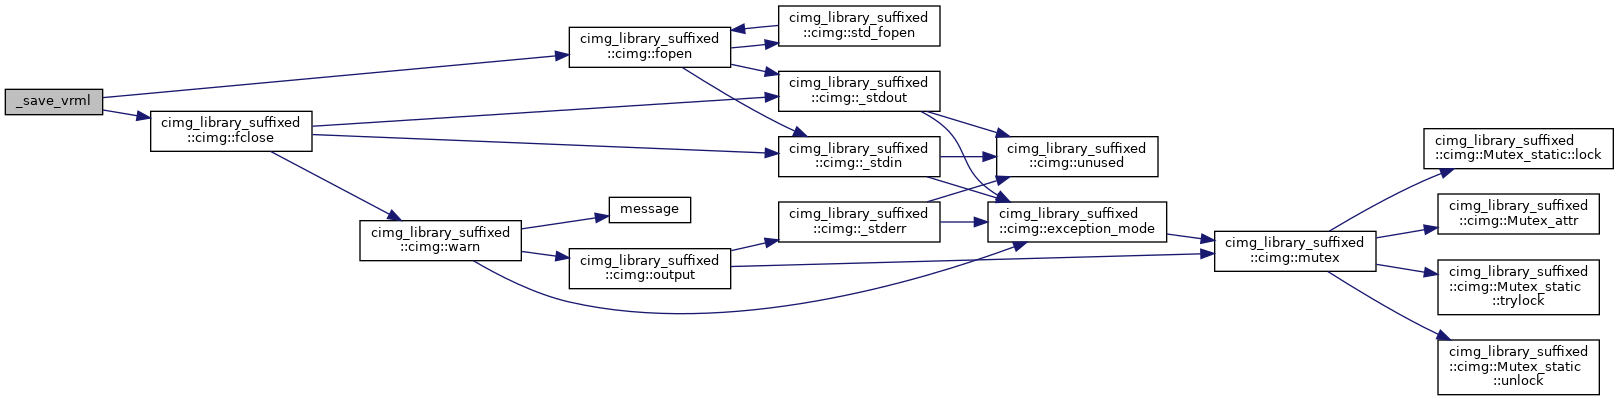 _save_vrml
cimg_library_suffixed
::cimg::fclose
cimg_library_suffixed
::cimg::fopen
cimg_library_suffixed
::cimg::std_fopen
cimg_library_suffixed
::cimg::_stdout
cimg_library_suffixed
::cimg::_stdin
cimg_library_suffixed
::cimg::unused
cimg_library_suffixed
::cimg::warn
message
cimg_library_suffixed
::cimg::output
cimg_library_suffixed
::cimg::_stderr
cimg_library_suffixed
::cimg::exception_mode
cimg_library_suffixed
::cimg::mutex
cimg_library_suffixed
::cimg::Mutex_static::lock
cimg_library_suffixed
::cimg::Mutex_attr
cimg_library_suffixed
::cimg::Mutex_static
::trylock
cimg_library_suffixed
::cimg::Mutex_static
::unlock